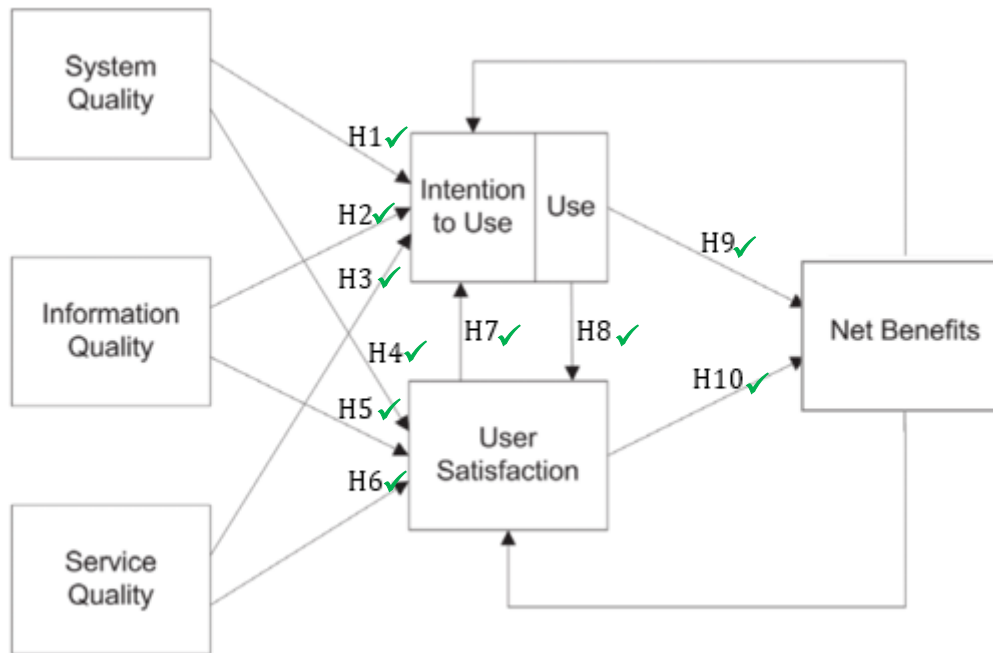 System
Quality
H1✓
Intention
to Use
Use
H2✓
H3✓
H9✓
Information
Quality
H7✓
H8✓
Net Benefits
H4✓
H5✓
H10✓
User
Satisfaction
H6✓
Service
Quality